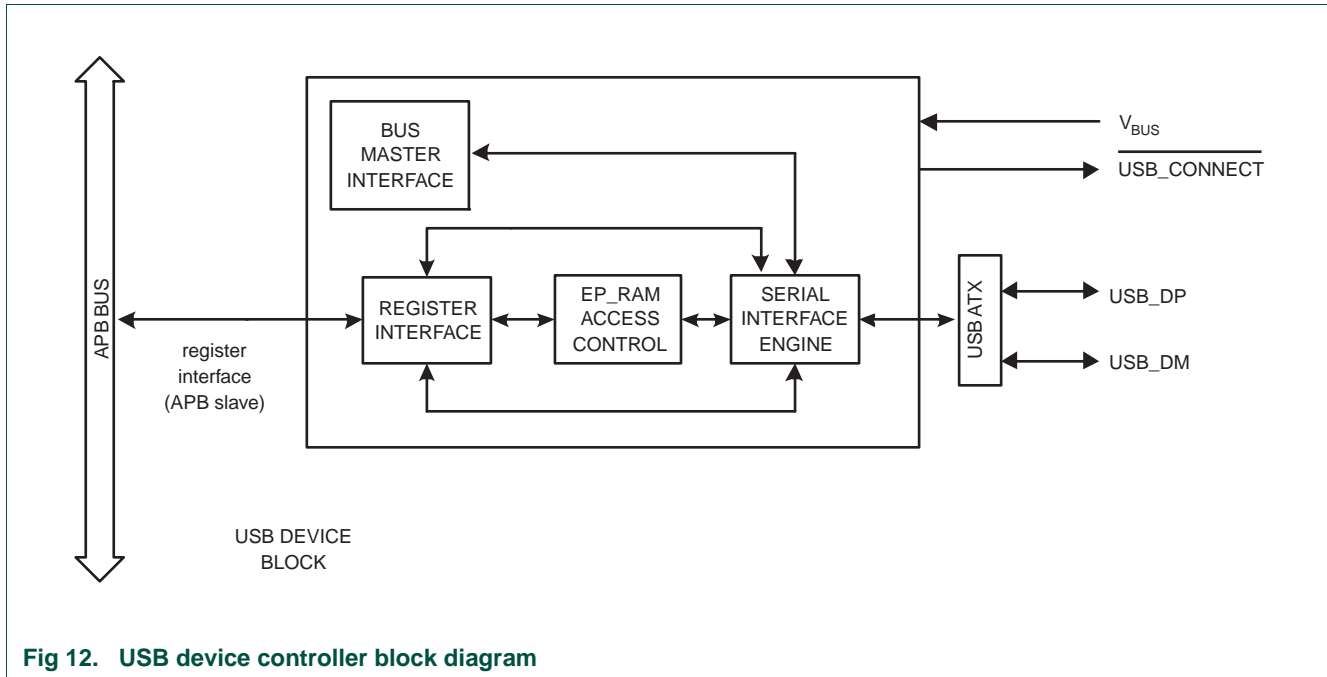 BUS
MASTER
INTERFACE
V_BUS
USB_CONNECT
APB BUS
REGISTER
INTERFACE
EP_RAM
ACCESS
CONTROL
SERIAL
INTERFACE
ENGINE
USB ATX
USB_DP
USB_DM
register
interface
(APB slave)
USB DEVICE
BLOCK
Fig 12. USB device controller block diagram